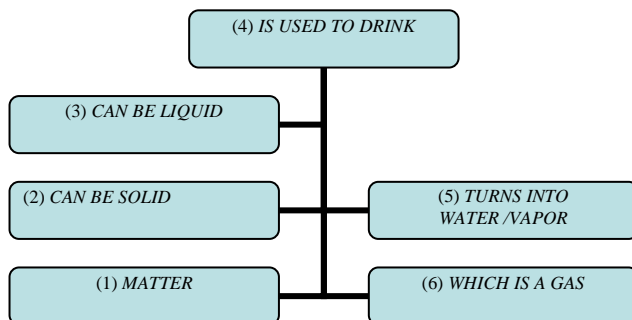 (4) IS USED TO DRINK
(3) CAN BE LIQUID
(2) CAN BE SOLID
(5) TURNS INTO
WATER /VAPOR
(1) MATTER
(6) WHICH IS A GAS